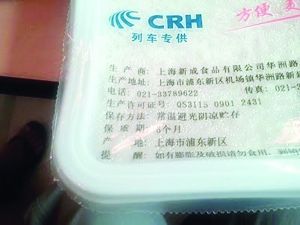 CRH
方便、美
列车专供
生 产 商：上海新成食品有限公司华洲路
生产地址：上海市浦东新区机场镇华洲路
电话：021-33789622 传真：021-
生产许可证号：QS3115 0901 2431
保存方法：常温避光阴凉贮存
保 质 期：6个月
产 地：上海市浦东新区
提 醒：如有膨胀及破损请勿食用，